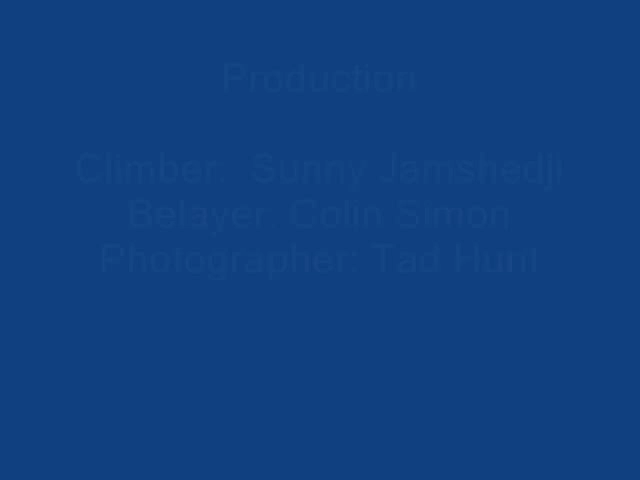 Production
Climber: Sunny Jamshedji
Belayer: Colin Simon
Photographer: Tad Hunt